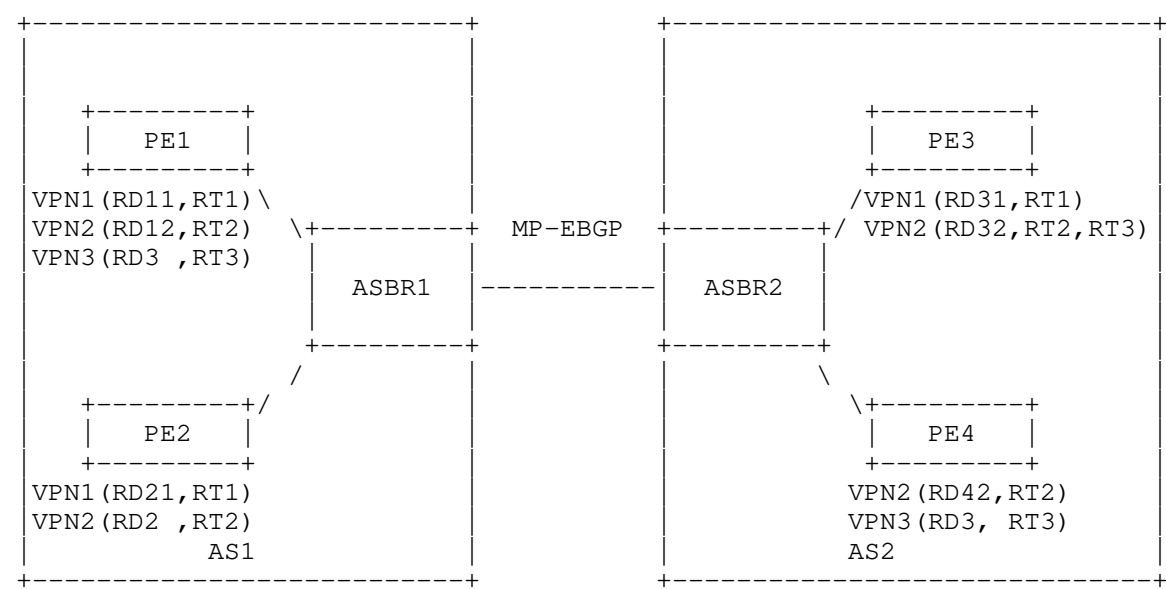 PE1 PE3
VPN1(RD11,RT1) VPN1(RD31,RT1)
VPN2(RD12,RT2) MP-EBGP VPN2(RD32,RT2,RT3)
VPN3(RD3 ,RT3)
ASBR1 ASBR2
PE2 PE4
VPN1(RD21,RT1) VPN2(RD42,RT2)
VPN2(RD2 ,RT2) VPN3(RD3, RT3)
AS1 AS2